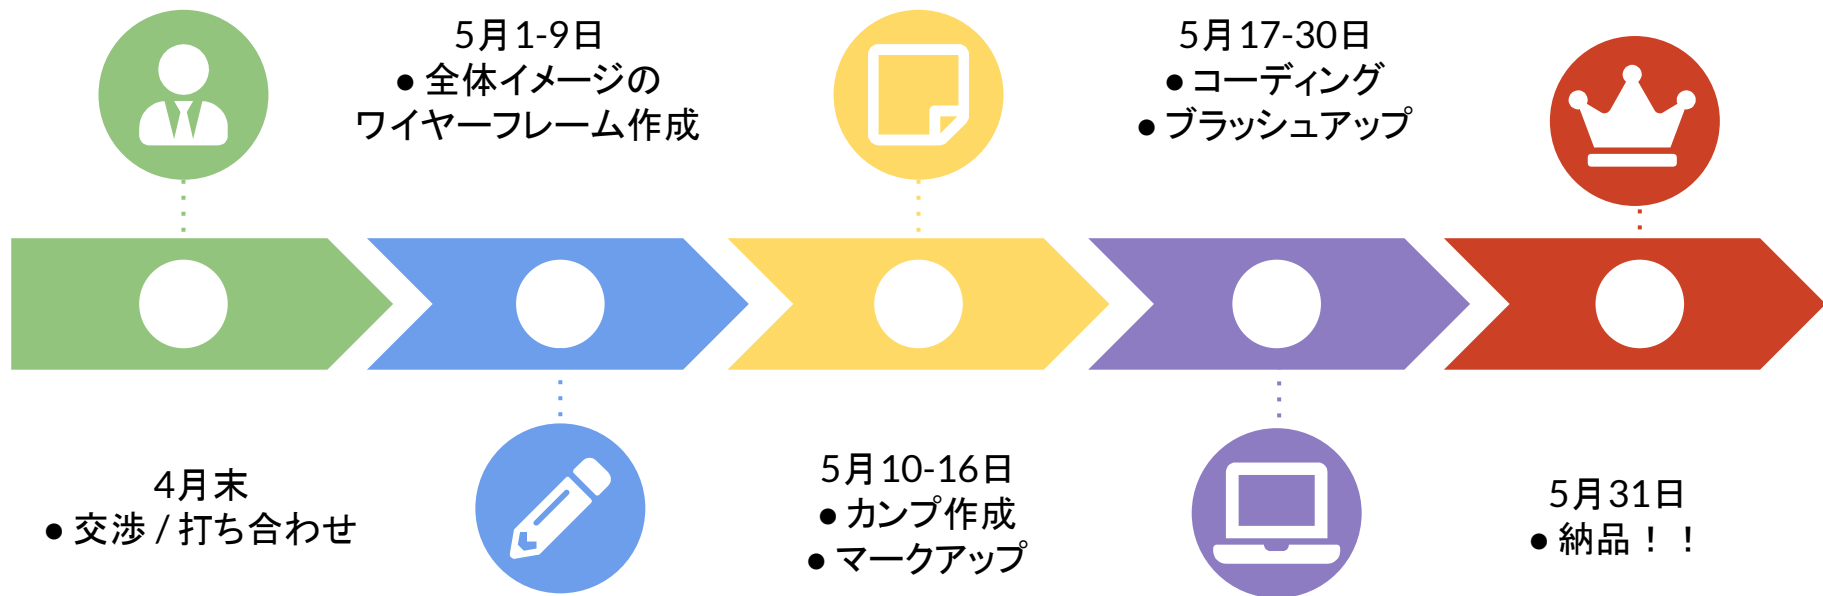 4月末
● 交渉 / 打ち合わせ
5月1-9日
● 全体イメージの
ワイヤーフレーム作成
5月10-16日
● カンプ作成
● マークアップ
5月17-30日
● コーディング
● ブラッシュアップ
5月31日
● 納品！！